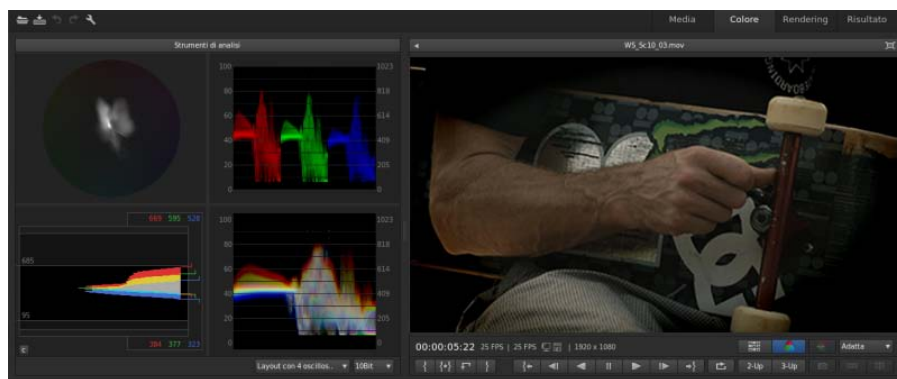 Media Colore Rendering Risultato
Strumenti di analisi
WS_Sc10_03.mov
100 1023
80 818
60 614
40 409
20 205
0 0
669 595 520
685
95
304 377 323
100 1023
80 818
60 614
40 409
20 205
0 0
Layout con 4 oscillos.. 10Bit
00:00:05:22 25 FPS | 25 FPS | 1920 x 1080
Adatta
2-Up 3-Up